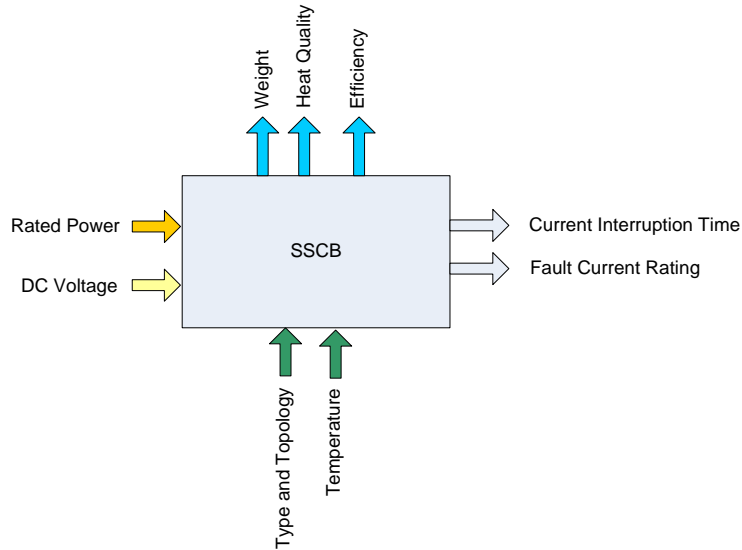 Weight
Heat Quality
Efficiency
Rated Power
DC Voltage
SSCB
Current Interruption Time
Fault Current Rating
Type and Topology
Temperature